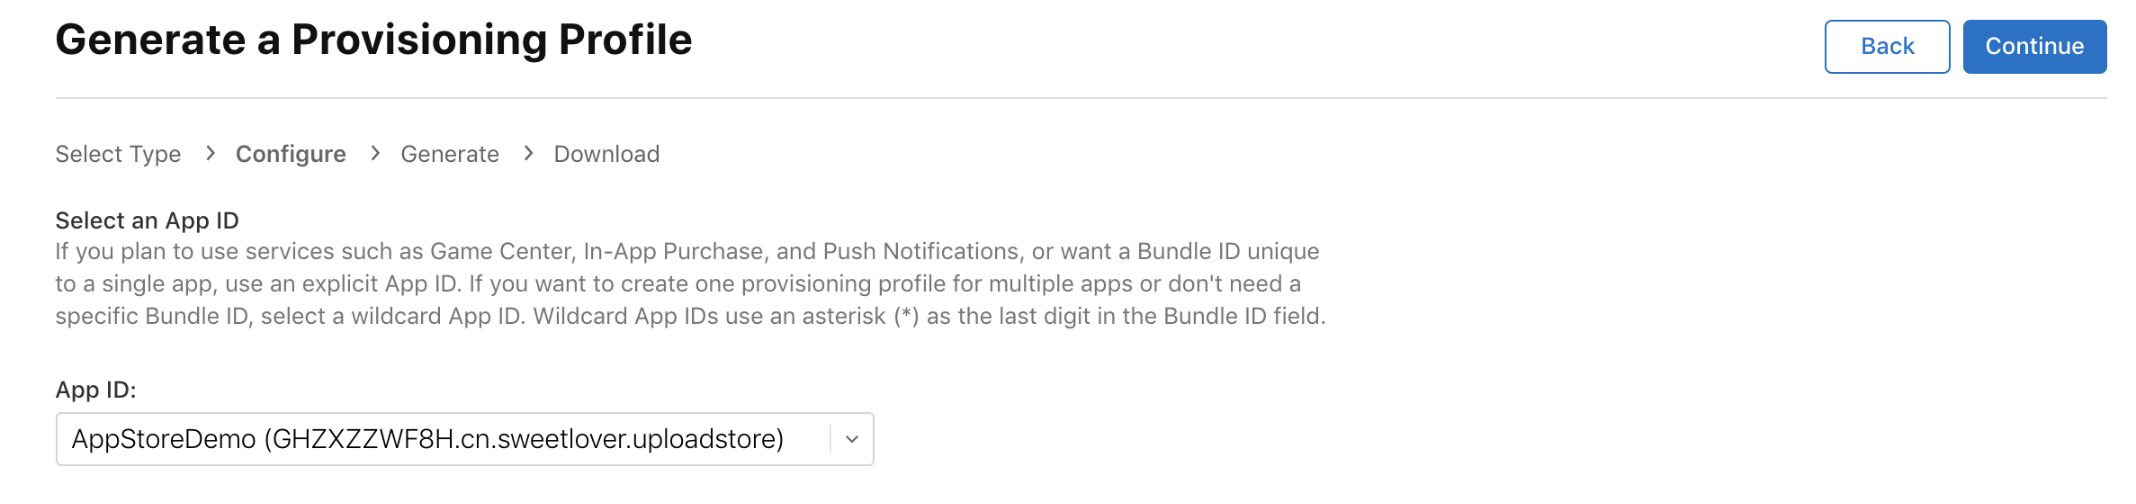 Generate a Provisioning Profile
Back
Continue
Select Type > Configure > Generate > Download
Select an App ID
If you plan to use services such as Game Center, In-App Purchase, and Push Notifications, or want a Bundle ID unique
to a single app, use an explicit App ID. If you want to create one provisioning profile for multiple apps or don't need a
specific Bundle ID, select a wildcard App ID. Wildcard App IDs use an asterisk (*) as the last digit in the Bundle ID field.
App ID:
AppStoreDemo (GHZXZZWF8H.cn.sweetlover.uploadstore)